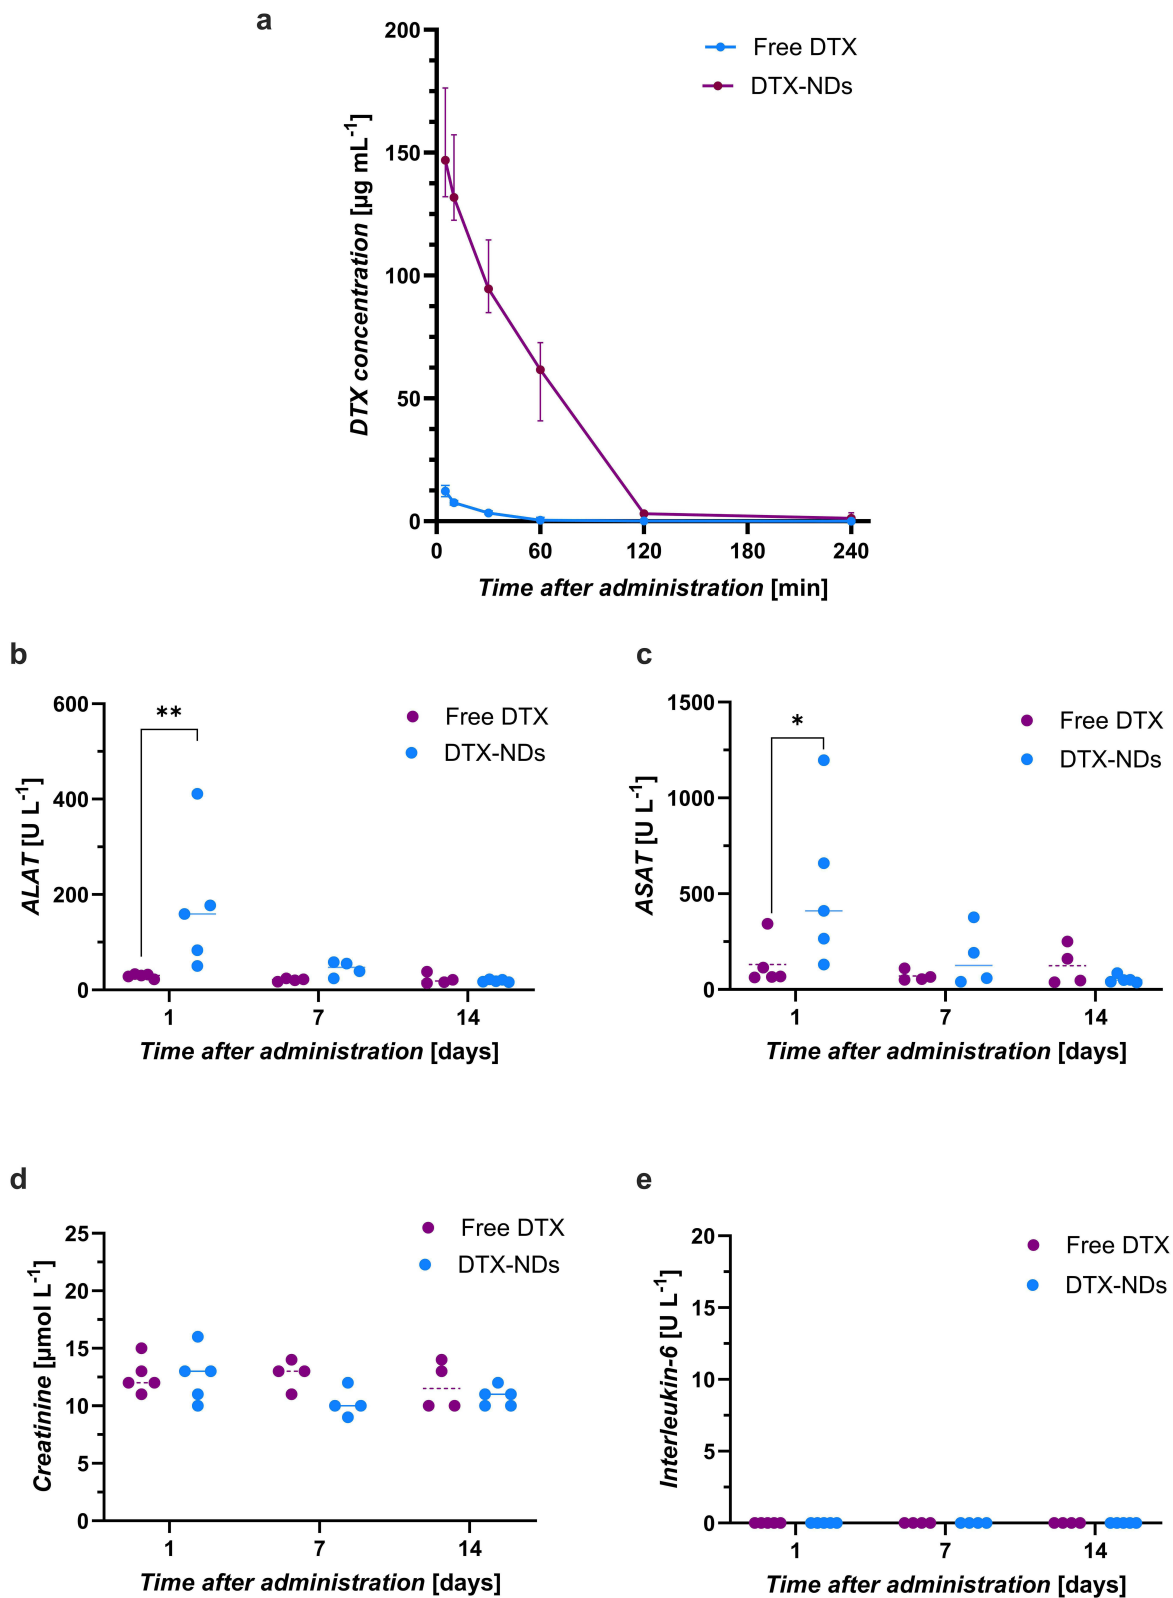 a
200
150
100
50
0
DTX concentration [µg mL-1]
Free DTX
DTX-NDs
0 60 120 180 240
Time after administration [min]
b
600
400
200
0
ALAT [U L-1]
**
Free DTX
DTX-NDs
1 7 14
Time after administration [days]
c
1500
1000
500
0
ASAT [U L-1]
*
Free DTX
DTX-NDs
1 7 14
Time after administration [days]
d
25
20
15
10
5
0
Creatinine [µmol L-1]
Free DTX
DTX-NDs
1 7 14
Time after administration [days]
e
20
15
10
5
0
Interleukin-6 [U L-1]
Free DTX
DTX-NDs
1 7 14
Time after administration [days]